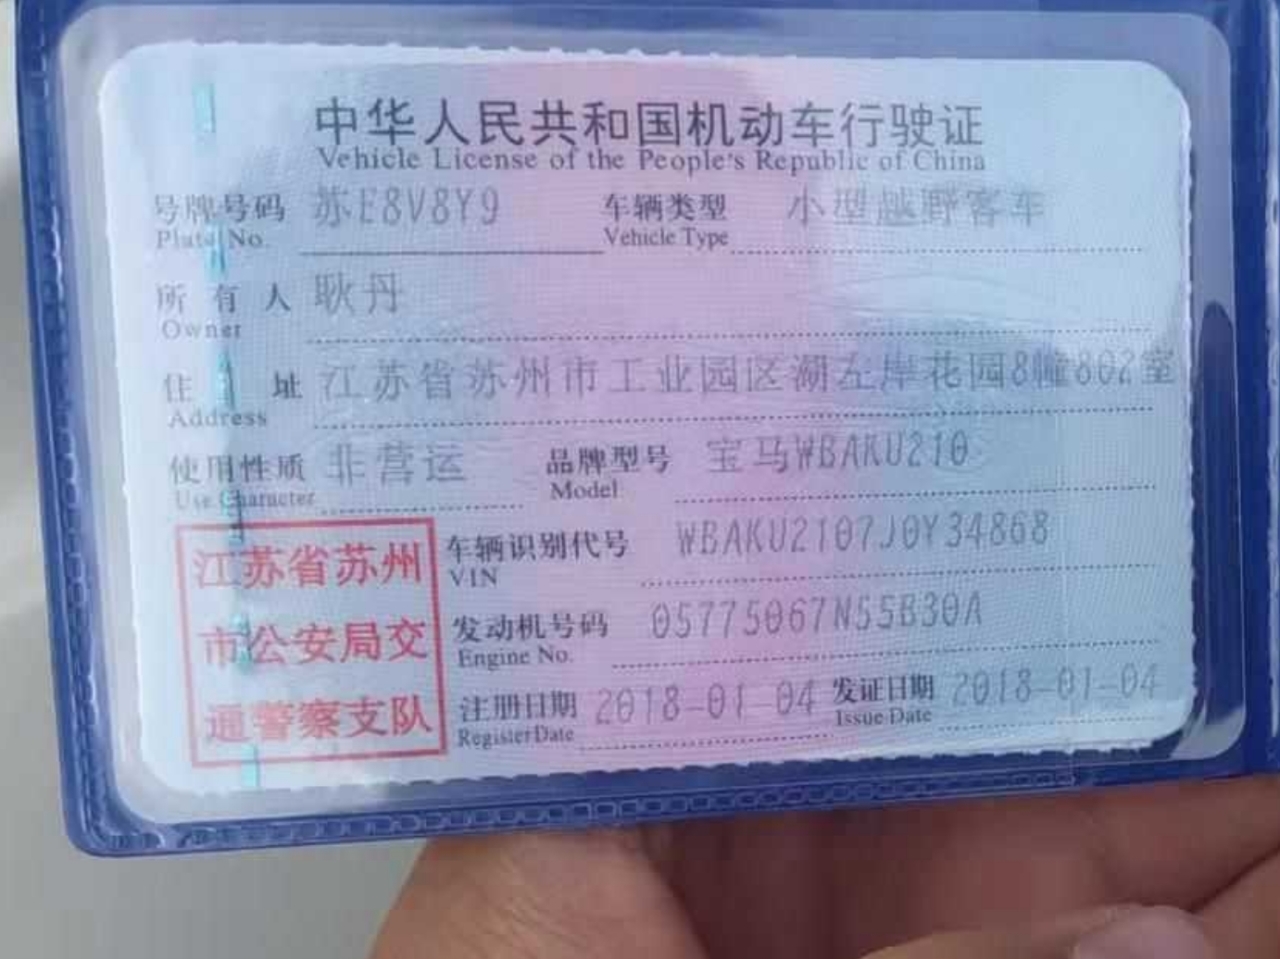 中华人民共和国机动车行驶证
Vehicle License of the People's Republic of China
号牌号码 苏E8V8Y9 车辆类型 小型越野客车
Plate No. Vehicle Type
所有人 耿丹
Owner
住址 江苏省苏州市工业园区湖左岸花园8幢802室
Address
使用性质 非营运 品牌型号 宝马WBAKU210
Use Character Model
江苏省苏州
市公安局交
通警察支队
车辆识别代号 WBAKU2107J0Y34868
VIN
发动机号码 05775067N55B30A
Engine No.
注册日期 2018-01-04 发证日期 2018-01-04
Register Date Issue Date